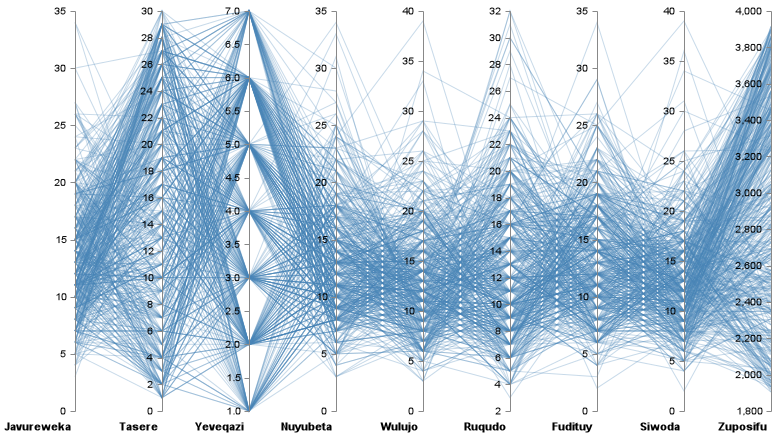 35 30 7.0 35 40 32 35 40 4,000
30 28 6.5 30 35 30 30 35 3,800
25 26 6.0 25 30 28 25 30 3,600
20 24 5.5 20 25 26 20 25 3,400
15 22 5.0 15 20 24 15 20 3,200
10 20 4.5 10 15 22 10 15 3,000
5 18 4.0 5 10 20 5 10 2,800
0 16 3.5 0 5 18 0 5 2,600
14 3.0 0 16 0 2,400
12 2.5 14 2,200
10 2.0 12 2,000
8 1.5 10 1,800
6 1.0 8
4 6
2 4
0 2
Javureweka Tasere Yeveqazi Nuyubeta Wulujo Ruqudo Fudituy Siwoda Zuposifu